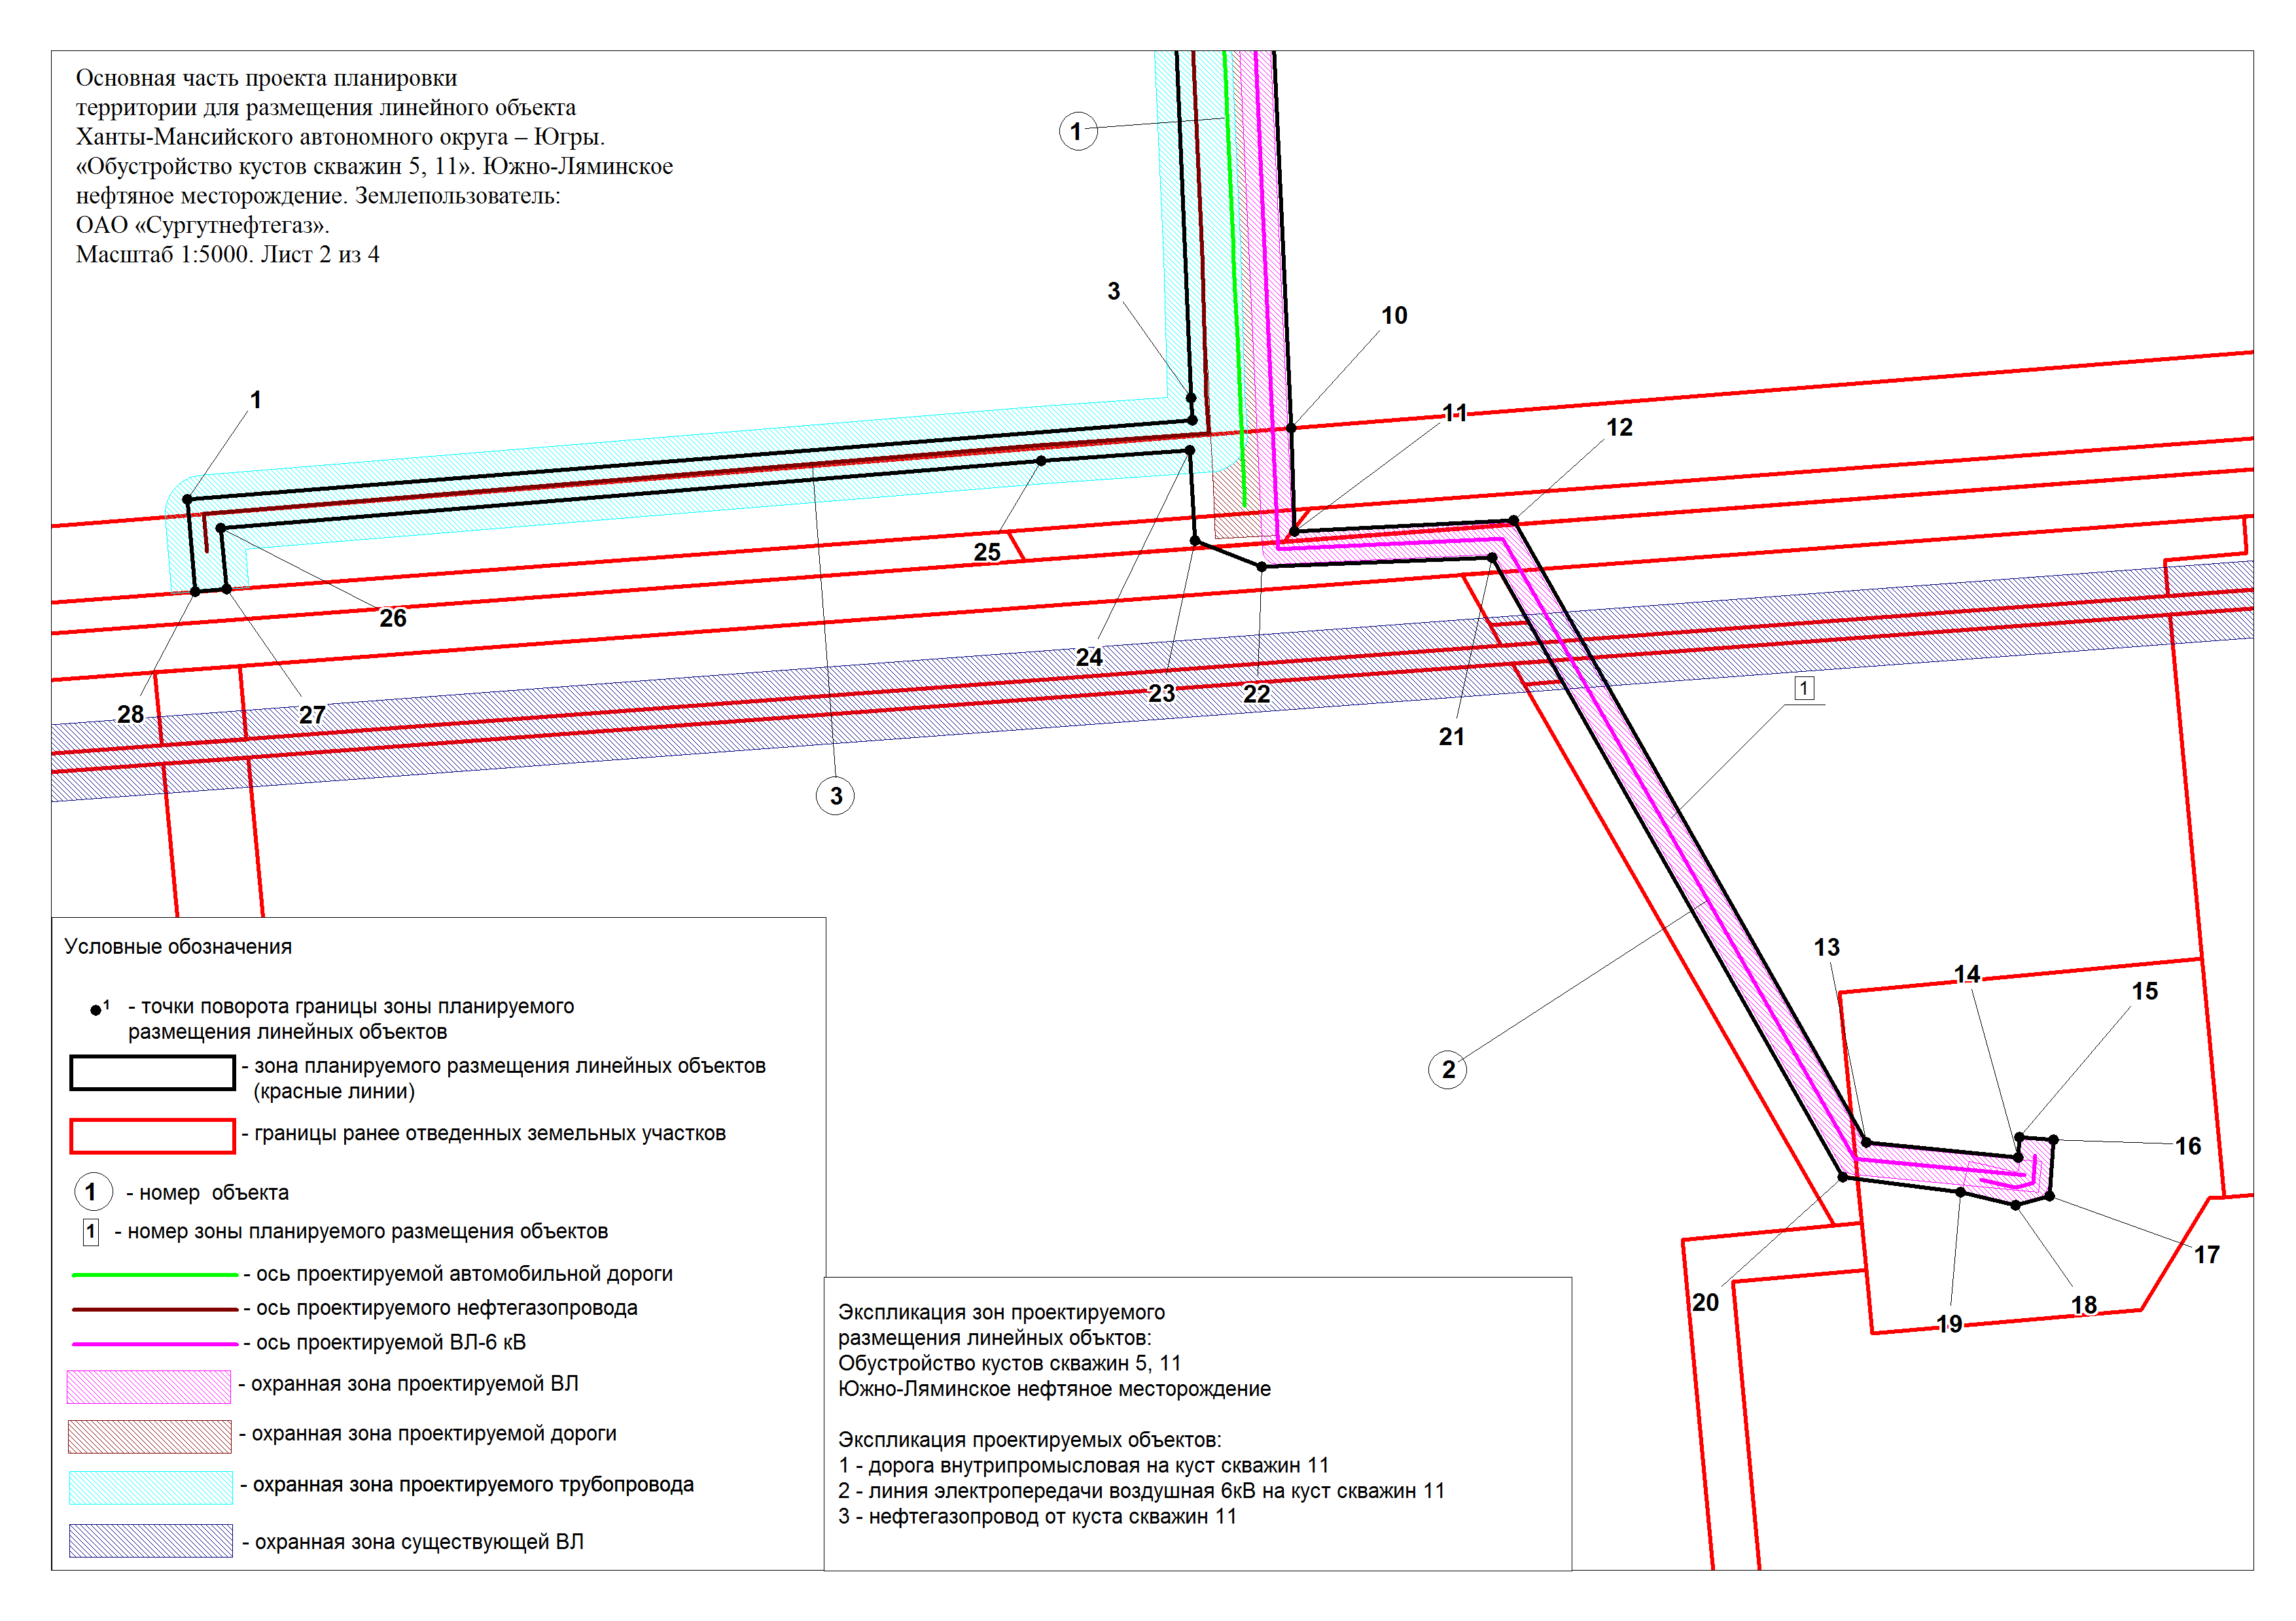 Основная часть проекта планировки
территории для размещения линейного объекта
Ханты-Мансийского автономного округа – Югры.
«Обустройство кустов скважин 5, 11». Южно-Ляминское
нефтяное месторождение. Землепользователь:
ОАО «Сургутнефтегаз».
Масштаб 1:5000. Лист 2 из 4
1
3
10
1
11
12
25
26
24
23
22
28
27
21
1
3
13
14
15
2
16
17
20
19
18
Условные обозначения
1 - точки поворота границы зоны планируемого
размещения линейных объектов
- зона планируемого размещения линейных объектов
(красные линии)
- границы ранее отведенных земельных участков
1 - номер объекта
1 - номер зоны планируемого размещения объектов
- ось проектируемой автомобильной дороги
- ось проектируемого нефтегазопровода
- ось проектируемой ВЛ-6 кВ
- охранная зона проектируемой ВЛ
- охранная зона проектируемой дороги
- охранная зона проектируемого трубопровода
- охранная зона существующей ВЛ
Экспликация зон проектируемого
размещения линейных объктов:
Обустройство кустов скважин 5, 11
Южно-Ляминское нефтяное месторождение
Экспликация проектируемых объектов:
1 - дорога внутрипромысловая на куст скважин 11
2 - линия электропередачи воздушная 6кВ на куст скважин 11
3 - нефтегазопровод от куста скважин 11